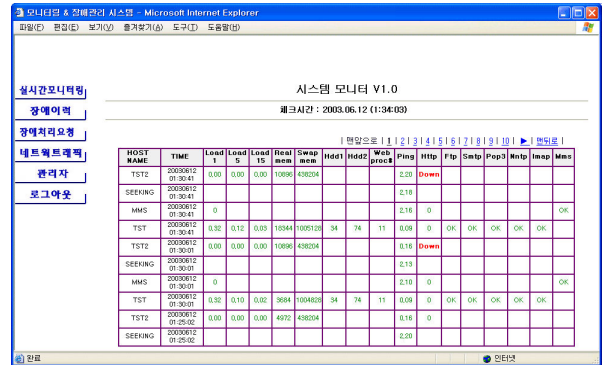 모니터링 & 장애관리 시스템 - Microsoft Internet Explorer
파일(F) 편집(E) 보기(V) 즐겨찾기(A) 도구(T) 도움말(H)
실시간모니터링
장애이력
장애처리요청
네트웍트래픽
관리자
로그아웃
시스템 모니터 V1.0
체크시간 : 2003.06.12 (1:34:03)
| 맨앞으로 | 1 | 2 | 3 | 4 | 5 | 6 | 7 | 8 | 9 | 10 | ▶ | 맨뒤로 |
HOST NAME TIME Load 1 Load 5 Load 15 Real mem Swap mem Hdd1 Hdd2 Web proc# Ping Http Ftp Smtp Pop3 Nntp Imap Mms
TST2 20030612 01:30:41 0,00 0,00 0,00 10896 438204 2,20 Down
SEEKING 20030612 01:30:41 2,18
MMS 20030612 01:30:41 0 2,16 0 OK
TST 20030612 01:30:41 0,32 0,12 0,03 18344 1005128 34 74 11 0,09 0 OK OK OK OK OK
TST2 20030612 01:30:01 0,00 0,00 0,00 10896 438204 0,16 Down
SEEKING 20030612 01:30:01 2,13
MMS 20030612 01:30:01 0 2,10 0 OK
TST 20030612 01:30:01 0,32 0,10 0,02 9684 1004828 34 74 11 0,09 0 OK OK OK OK OK
TST2 20030612 01:25:02 0,00 0,00 0,00 4972 438204 0,16 0
SEEKING 20030612 01:25:02 2,20
완료 인터넷